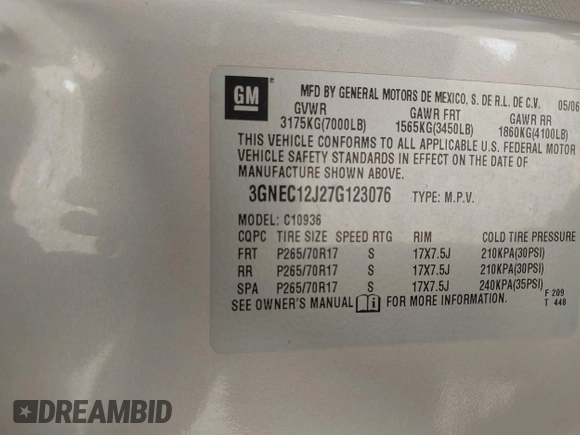 GM
MFD BY GENERAL MOTORS DE MEXICO, S. DE R.L. DE C.V. 05/06
GVWR GAWR FRT GAWR RR
3175KG(7000LB) 1565KG(3450LB) 1860KG(4100LB)
THIS VEHICLE CONFORMS TO ALL APPLICABLE U.S. FEDERAL MOTOR
VEHICLE SAFETY STANDARDS IN EFFECT ON THE DATE OF
MANUFACTURE SHOWN ABOVE.
3GNEC12J27G123076 TYPE: M.P.V.
MODEL: C10936
CQPC TIRE SIZE SPEED RTG RIM COLD TIRE PRESSURE
FRT P265/70R17 S 17X7.5J 210KPA(30PSI)
RR P265/70R17 S 17X7.5J 210KPA(30PSI)
SPA P265/70R17 S 17X7.5J 240KPA(35PSI)
SEE OWNER'S MANUAL i FOR MORE INFORMATION.
F 209
T 448
DREAMBID